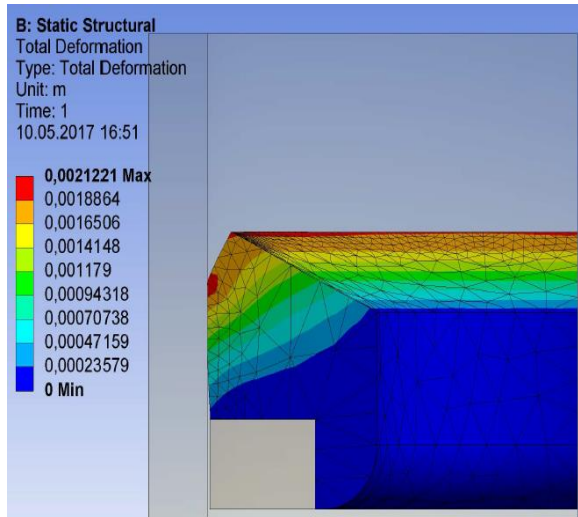 B: Static Structural
Total Deformation
Type: Total Deformation
Unit: m
Time: 1
10.05.2017 16:51
0,0021221 Max
0,0018864
0,0016506
0,0014148
0,001179
0,00094318
0,00070738
0,00047159
0,00023579
0 Min